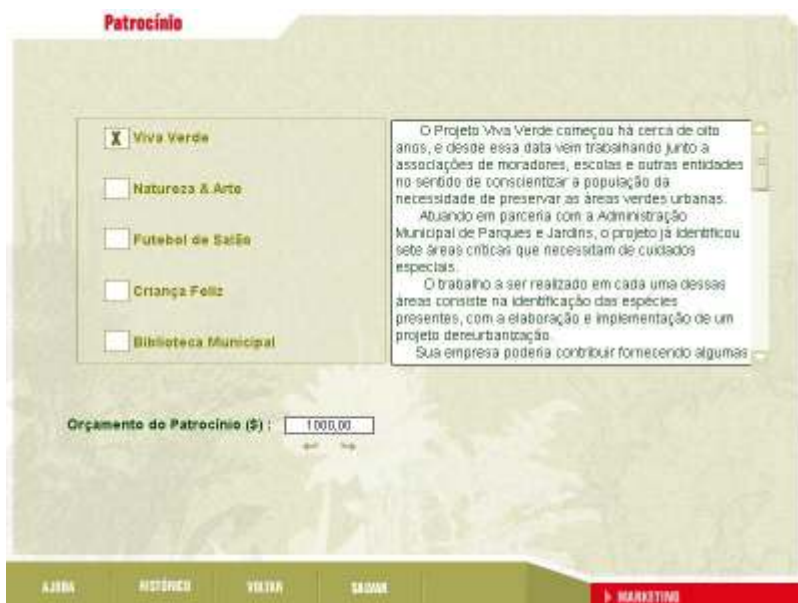 Patrocínio
X Viva Verde
Natureza & Arte
Futebol de Salão
Criança Feliz
Biblioteca Municipal
O Projeto Viva Verde começou há cerca de oito
anos, e desde essa data vem trabalhando junto a
associações de moradores, escolas e outras entidades
no sentido de conscientizar a população da
necessidade de preservar as áreas verdes urbanas.
Atuando em parceria com a Administração
Municipal de Parques e Jardins, o projeto já identificou
sete áreas críticas que necessitam de cuidados
especiais.
O trabalho a ser realizado em cada uma dessas
áreas consiste na identificação das espécies
presentes, com a elaboração e implementação de um
projeto dereurbanização.
Sua empresa poderia contribuir fornecendo algumas
Orçamento do Patrocínio ($) : 1000,00
AJUDA HISTÓRICO VOLTAR SALVAR
MARKETING